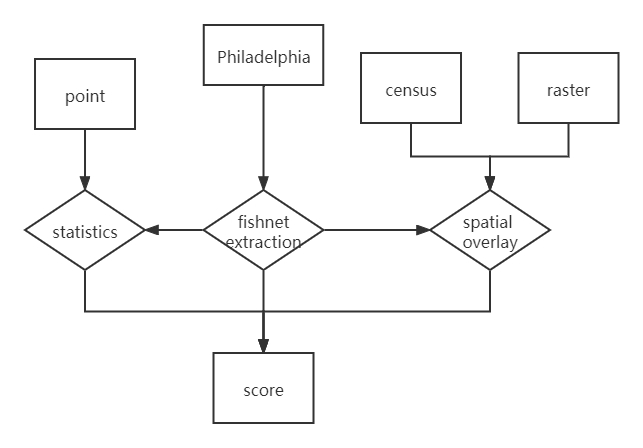 Philadelphia
point
census
raster
statistics
fishnet
extraction
spatial
overlay
score